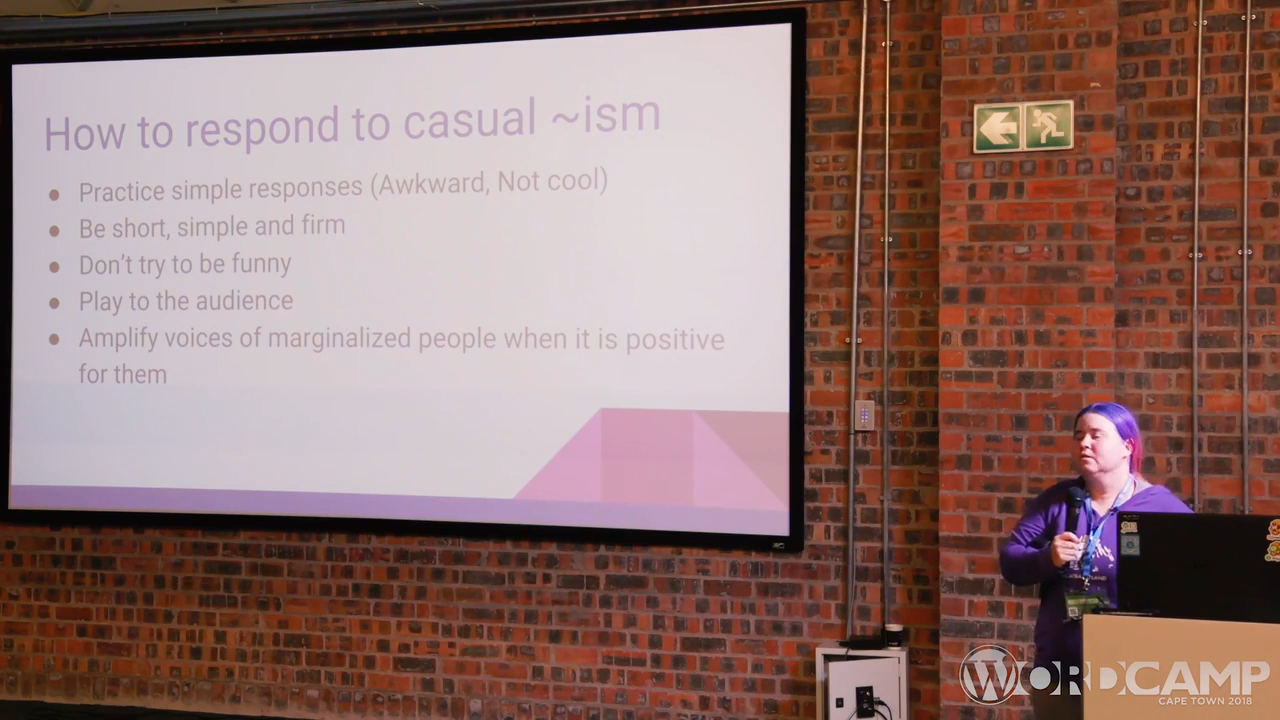 How to respond to casual ~ism
● Practice simple responses (Awkward, Not cool)
● Be short, simple and firm
● Don't try to be funny
● Play to the audience
● Amplify voices of marginalized people when it is positive
for them
WORDCAMP
CAPE TOWN 2018